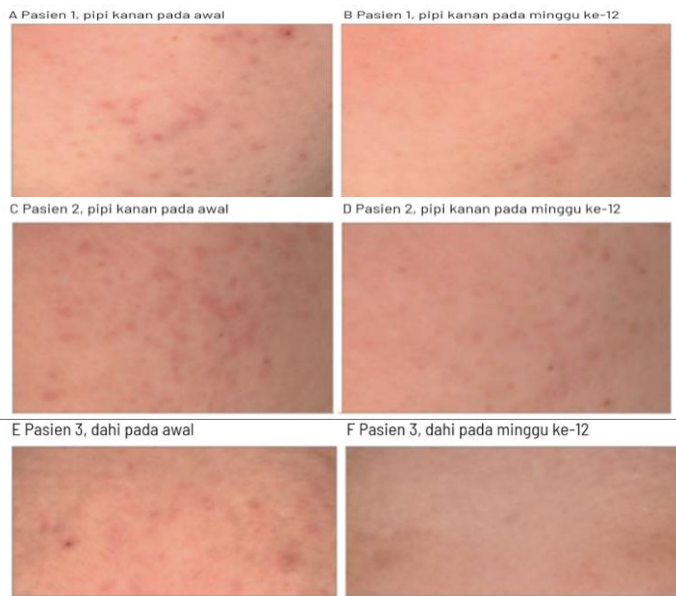 A Pasien 1, pipi kanan pada awal
B Pasien 1, pipi kanan pada minggu ke-12
C Pasien 2, pipi kanan pada awal
D Pasien 2, pipi kanan pada minggu ke-12
E Pasien 3, dahi pada awal
F Pasien 3, dahi pada minggu ke-12